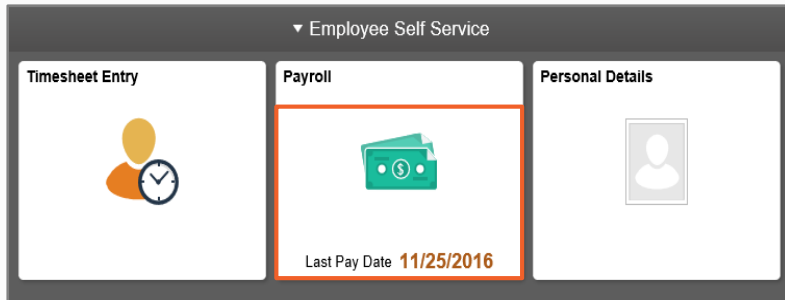 ▼ Employee Self Service
Timesheet Entry
Payroll
Personal Details
$
Last Pay Date 11/25/2016